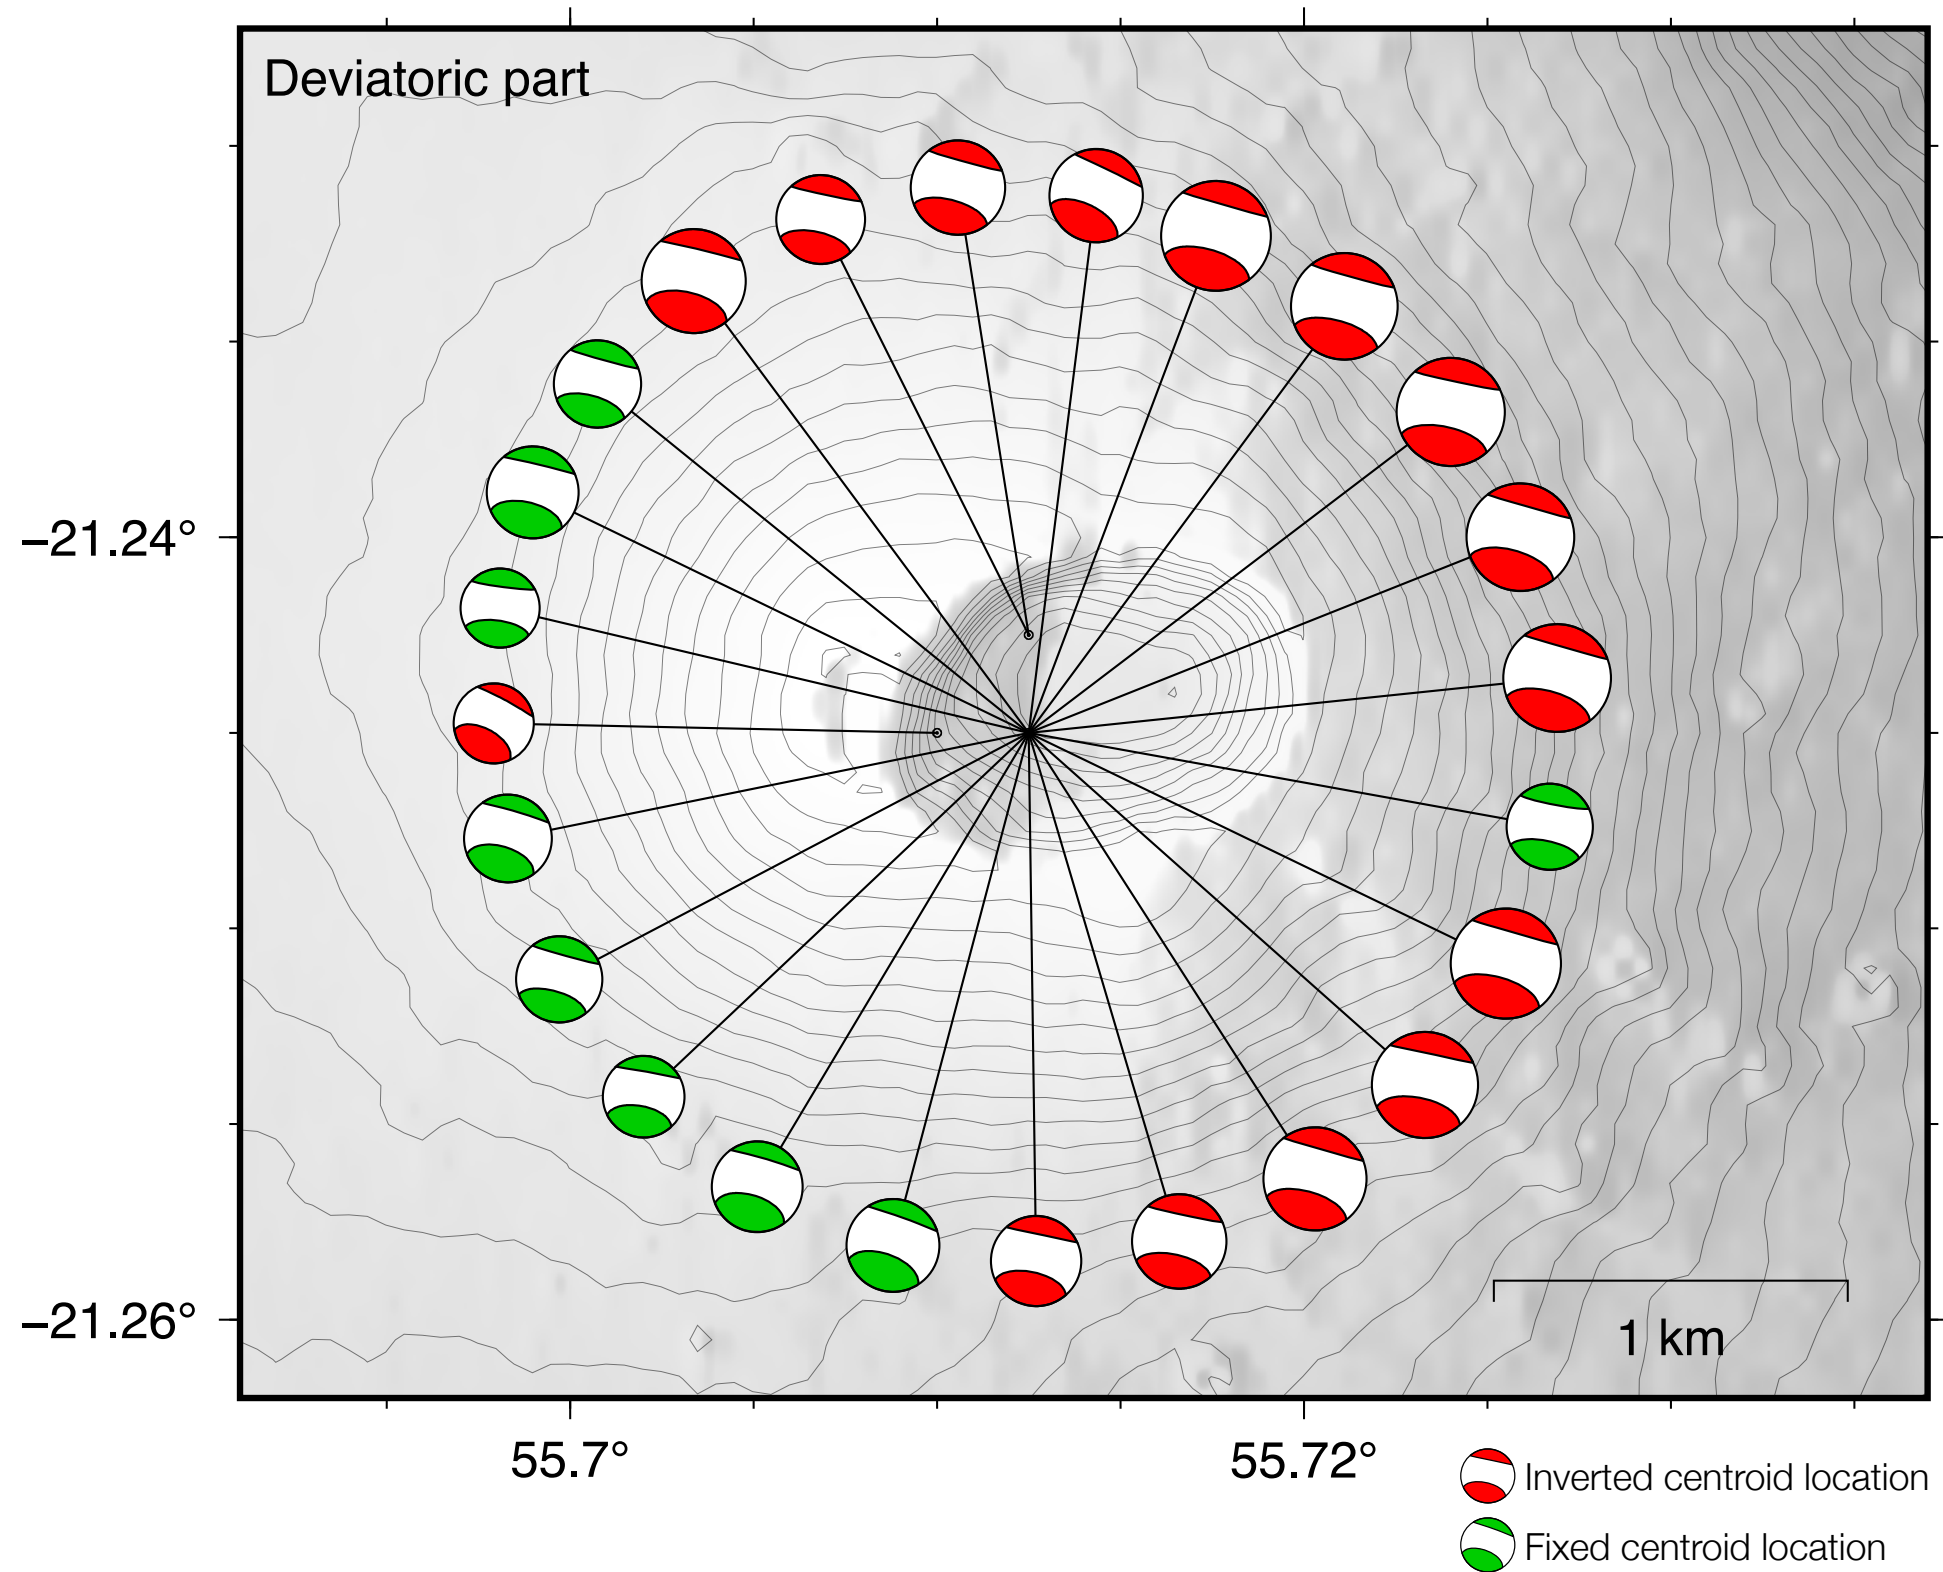 Deviatoric part
−21.24°
−21.26°
1 km
55.7°
55.72°
Inverted centroid location
Fixed centroid location